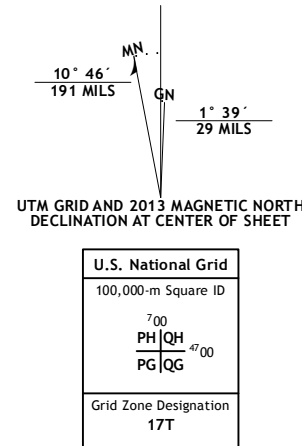 MN
10° 46´
191 MILS
GN
1° 39´
29 MILS
UTM GRID AND 2013 MAGNETIC NORTH
DECLINATION AT CENTER OF SHEET
U.S. National Grid
100,000-m Square ID
700
PH QH
4700
PG QG
Grid Zone Designation
17T